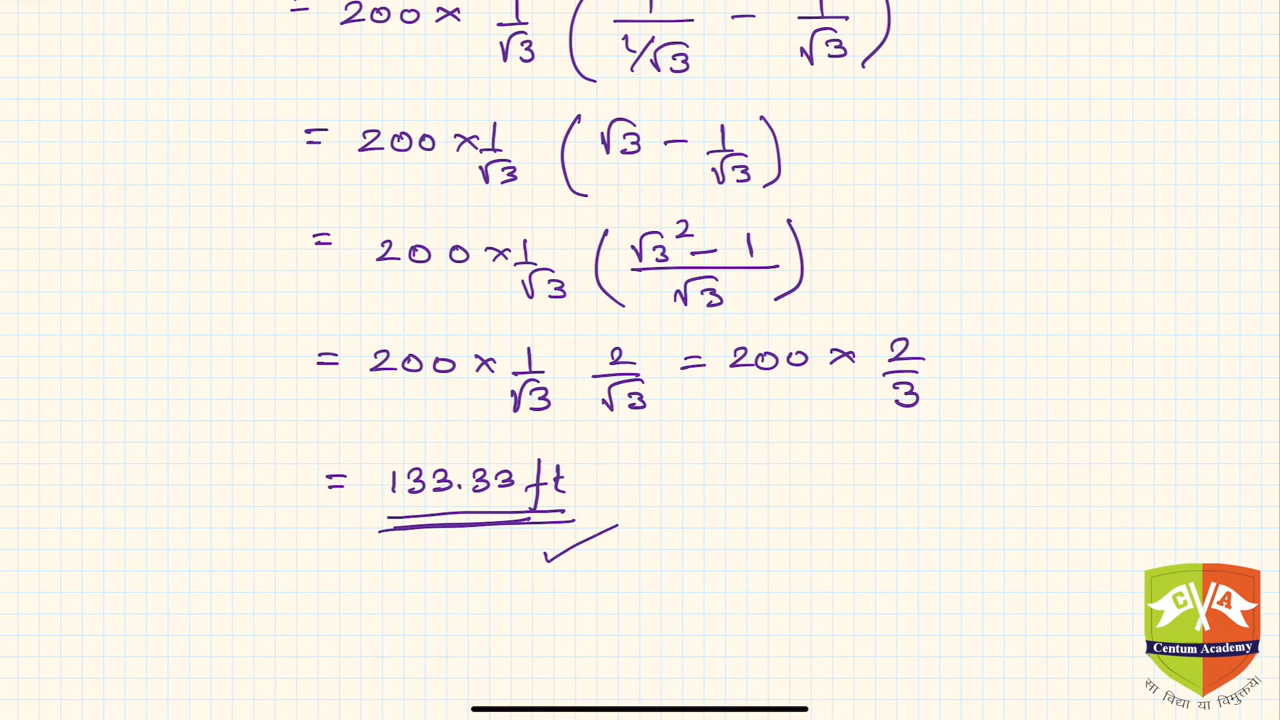 = 200 × 1/√3 ( 1/(1/√3) − 1/√3 )
= 200 × 1/√3 ( √3 − 1/√3 )
= 200 × 1/√3 ( (√3² − 1)/√3 )
= 200 × 1/√3 2/√3 = 200 × 2/3
= 133.33 ft
C A
Centum Academy
सा विद्या या विमुक्तये